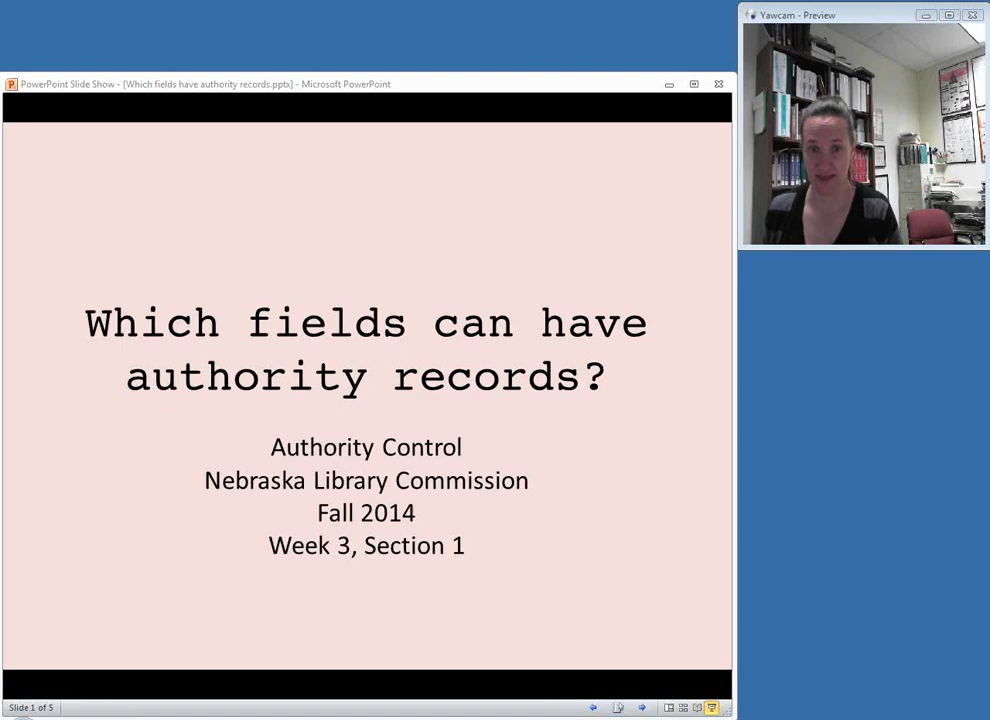 Yawcam - Preview
PowerPoint Slide Show - [Which fields have authority records.pptx] - Microsoft PowerPoint
Which fields can have
authority records?
Authority Control
Nebraska Library Commission
Fall 2014
Week 3, Section 1
Slide 1 of 5